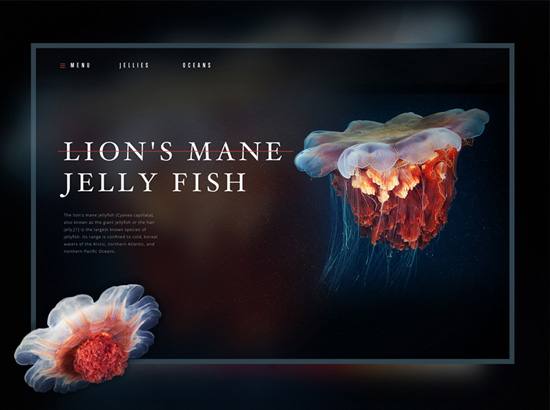 MENU JELLIES OCEANS
LION'S MANE
JELLY FISH
The lion's mane jellyfish (Cyanea capillata),
also known as the giant jellyfish or the hair
jelly,[1] is the largest known species of
jellyfish. Its range is confined to cold, boreal
waters of the Arctic, northern Atlantic, and
northern Pacific Oceans.